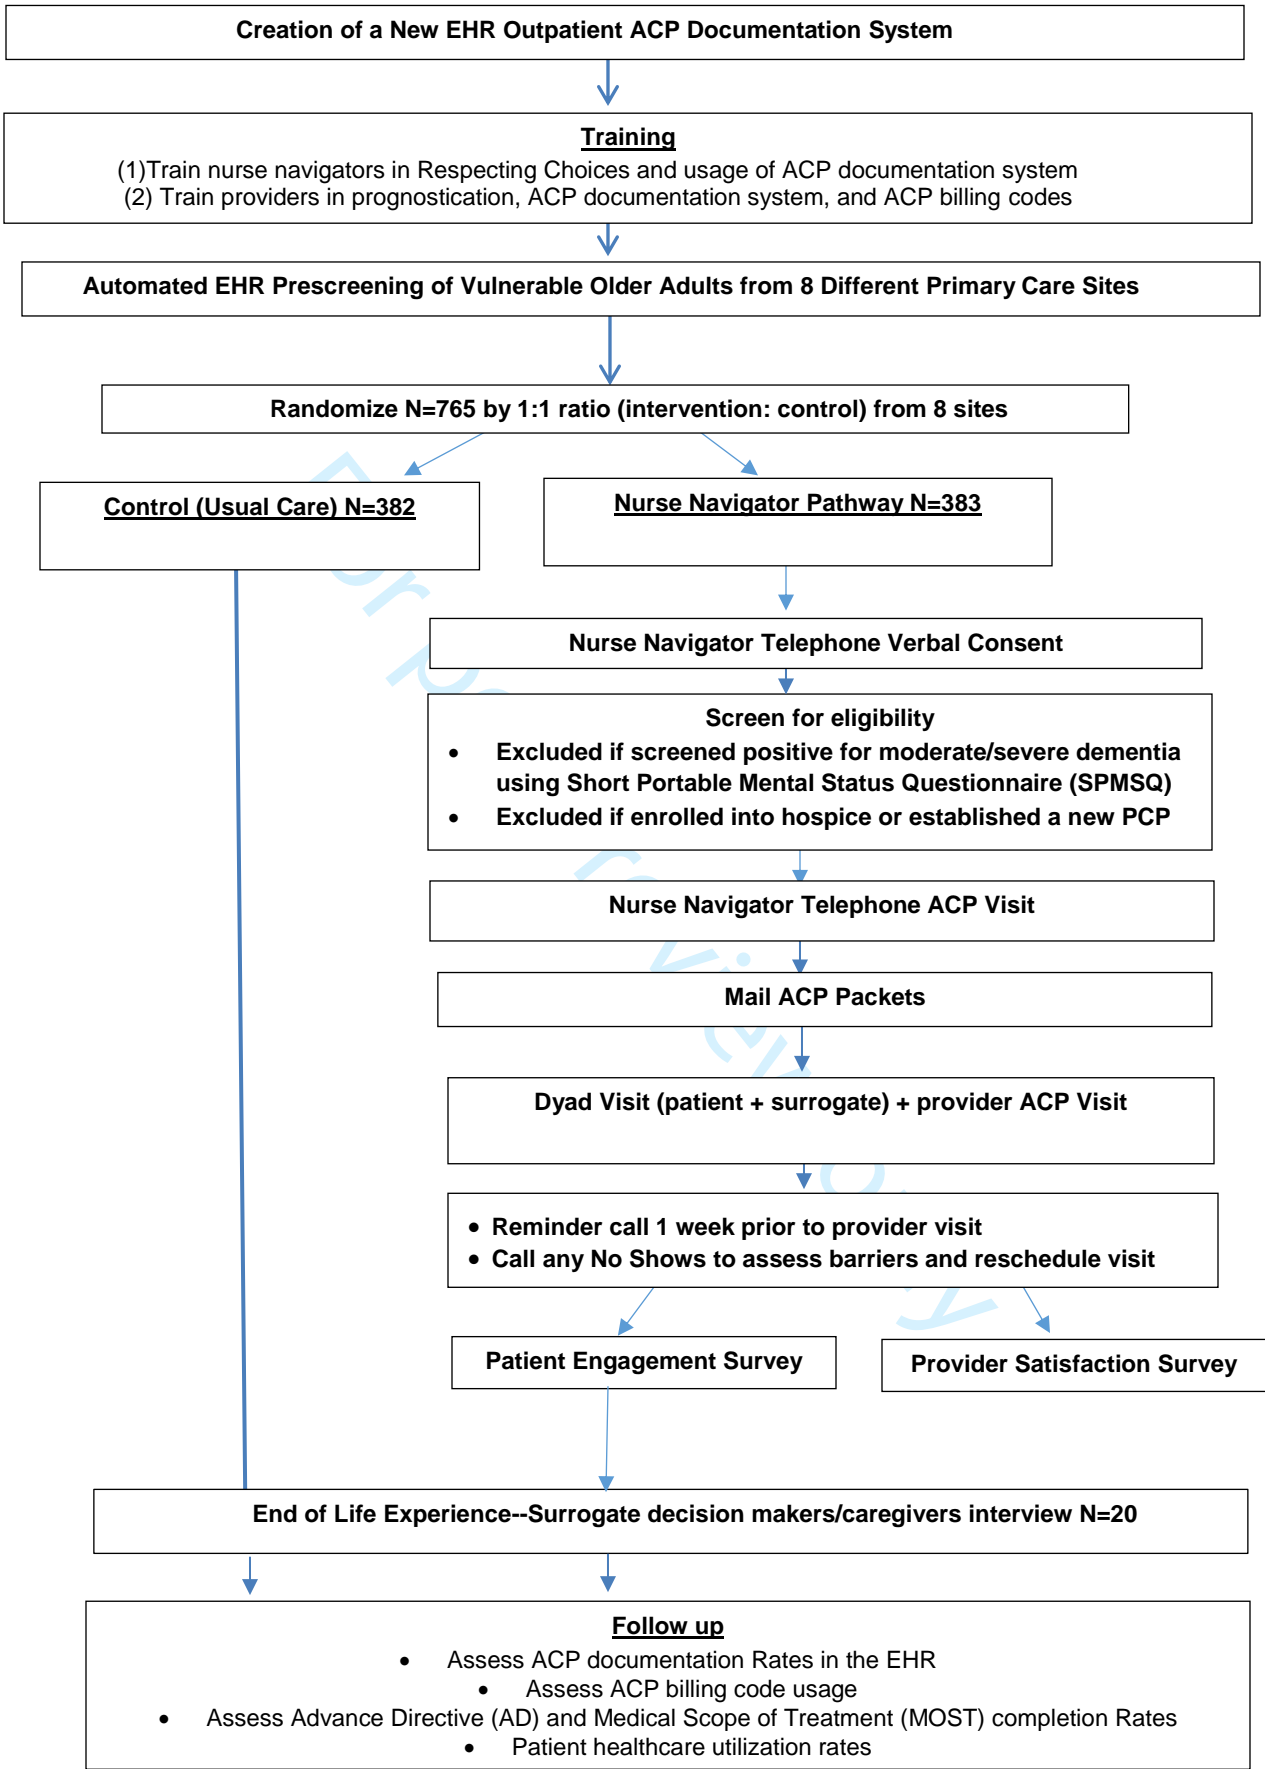 Creation of a New EHR Outpatient ACP Documentation System
Training
(1)Train nurse navigators in Respecting Choices and usage of ACP documentation system
(2) Train providers in prognostication, ACP documentation system, and ACP billing codes
Automated EHR Prescreening of Vulnerable Older Adults from 8 Different Primary Care Sites
Randomize N=765 by 1:1 ratio (intervention: control) from 8 sites
Control (Usual Care) N=382
Nurse Navigator Pathway N=383
Nurse Navigator Telephone Verbal Consent
Screen for eligibility
• Excluded if screened positive for moderate/severe dementia
using Short Portable Mental Status Questionnaire (SPMSQ)
• Excluded if enrolled into hospice or established a new PCP
Nurse Navigator Telephone ACP Visit
Mail ACP Packets
Dyad Visit (patient + surrogate) + provider ACP Visit
• Reminder call 1 week prior to provider visit
• Call any No Shows to assess barriers and reschedule visit
Patient Engagement Survey
Provider Satisfaction Survey
End of Life Experience--Surrogate decision makers/caregivers interview N=20
Follow up
• Assess ACP documentation Rates in the EHR
• Assess ACP billing code usage
• Assess Advance Directive (AD) and Medical Scope of Treatment (MOST) completion Rates
• Patient healthcare utilization rates
For peer review only